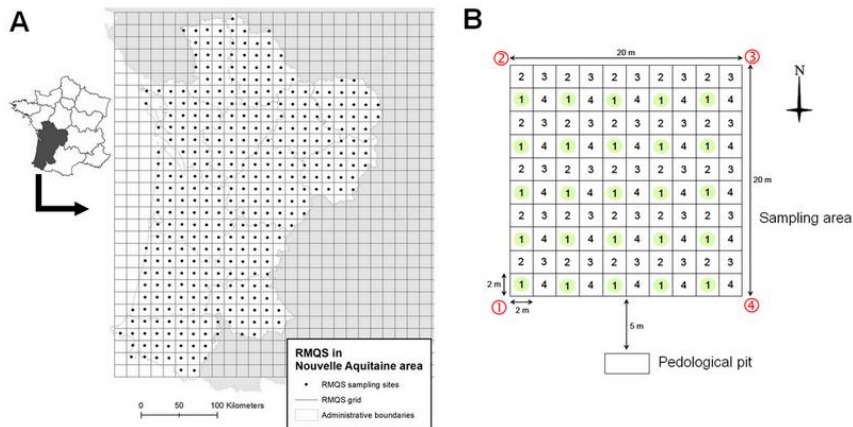 A
RMQS in
Nouvelle Aquitaine area
RMQS sampling sites
RMQS grid
Administrative boundaries
0 50 100 Kilometers
B
② 20 m ③
N
2 3 2 3 2 3 2 3 2 3
1 4 1 4 1 4 1 4 1 4
2 3 2 3 2 3 2 3 2 3
1 4 1 4 1 4 1 4 1 4
2 3 2 3 2 3 2 3 2 3
1 4 1 4 1 4 1 4 1 4
2 3 2 3 2 3 2 3 2 3
1 4 1 4 1 4 1 4 1 4
2 3 2 3 2 3 2 3 2 3
1 4 1 4 1 4 1 4 1 4
20 m
Sampling area
2 m
① ④
2 m
5 m
Pedological pit